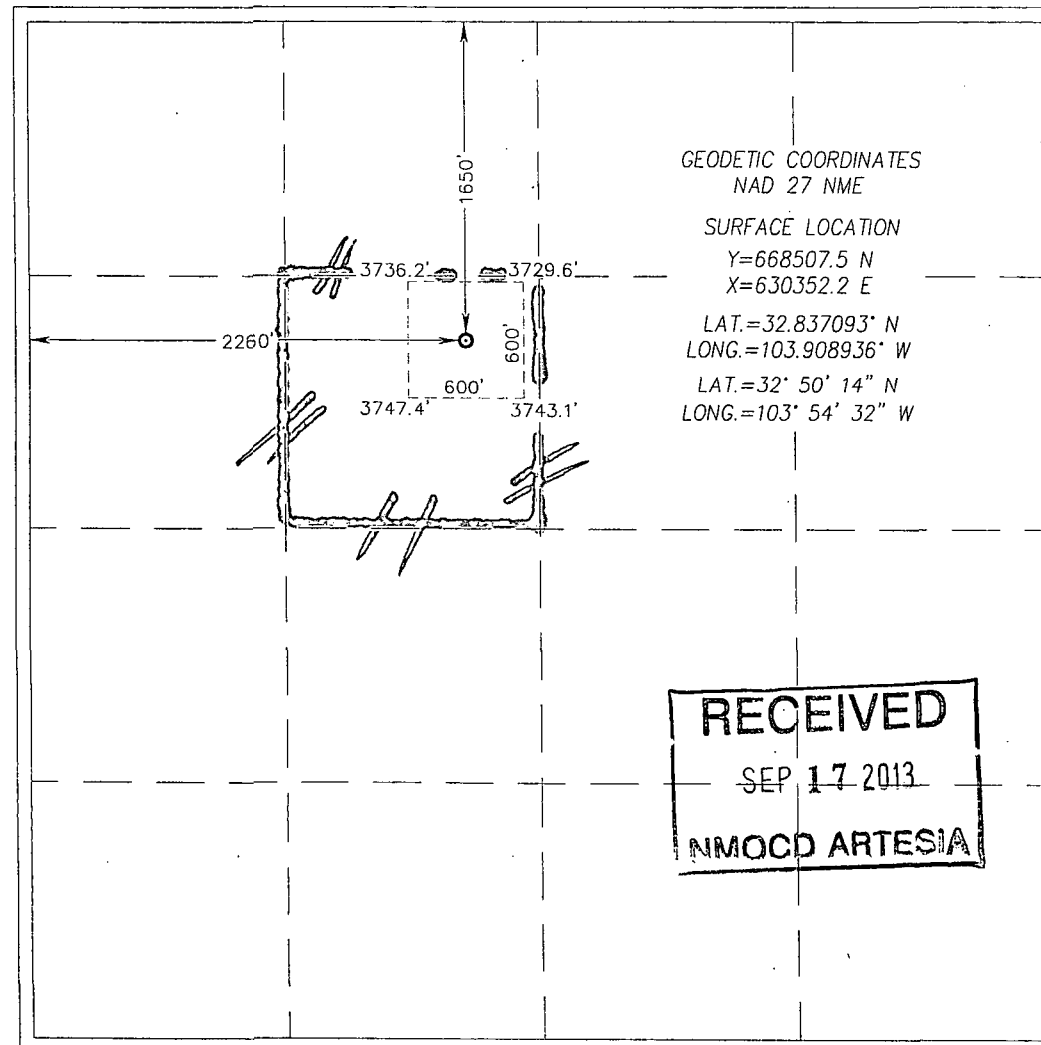 1650'
GEODETIC COORDINATES
NAD 27 NME
SURFACE LOCATION
Y=668507.5 N
X=630352.2 E
LAT.=32.837093° N
LONG.=103.908936° W
LAT.=32° 50' 14" N
LONG.=103° 54' 32" W
3736.2'
3729.6'
2260'
600'
600'
3747.4'
3743.1'
RECEIVED
SEP 17 2013
NMOCD ARTESIA